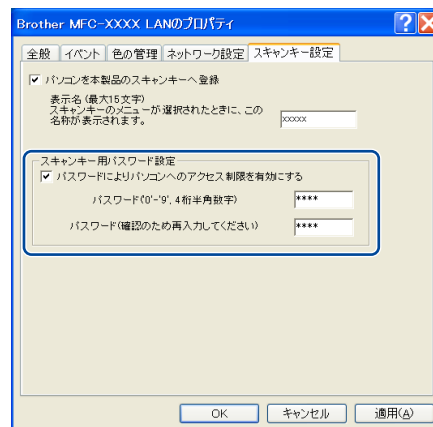 Brother MFC-XXXX LANのプロパティ
全般 イベント 色の管理 ネットワーク設定 スキャンキー設定
パソコンを本製品のスキャンキーへ登録
表示名(最大15文字)
スキャンキーのメニューが選択されたときに、この
名称が表示されます。
xxxxx
スキャンキー用パスワード設定
パスワードによりパソコンへのアクセス制限を有効にする
パスワード('0'-'9', 4桁半角数字) ****
パスワード(確認のため再入力してください) ****
OK キャンセル 適用(A)